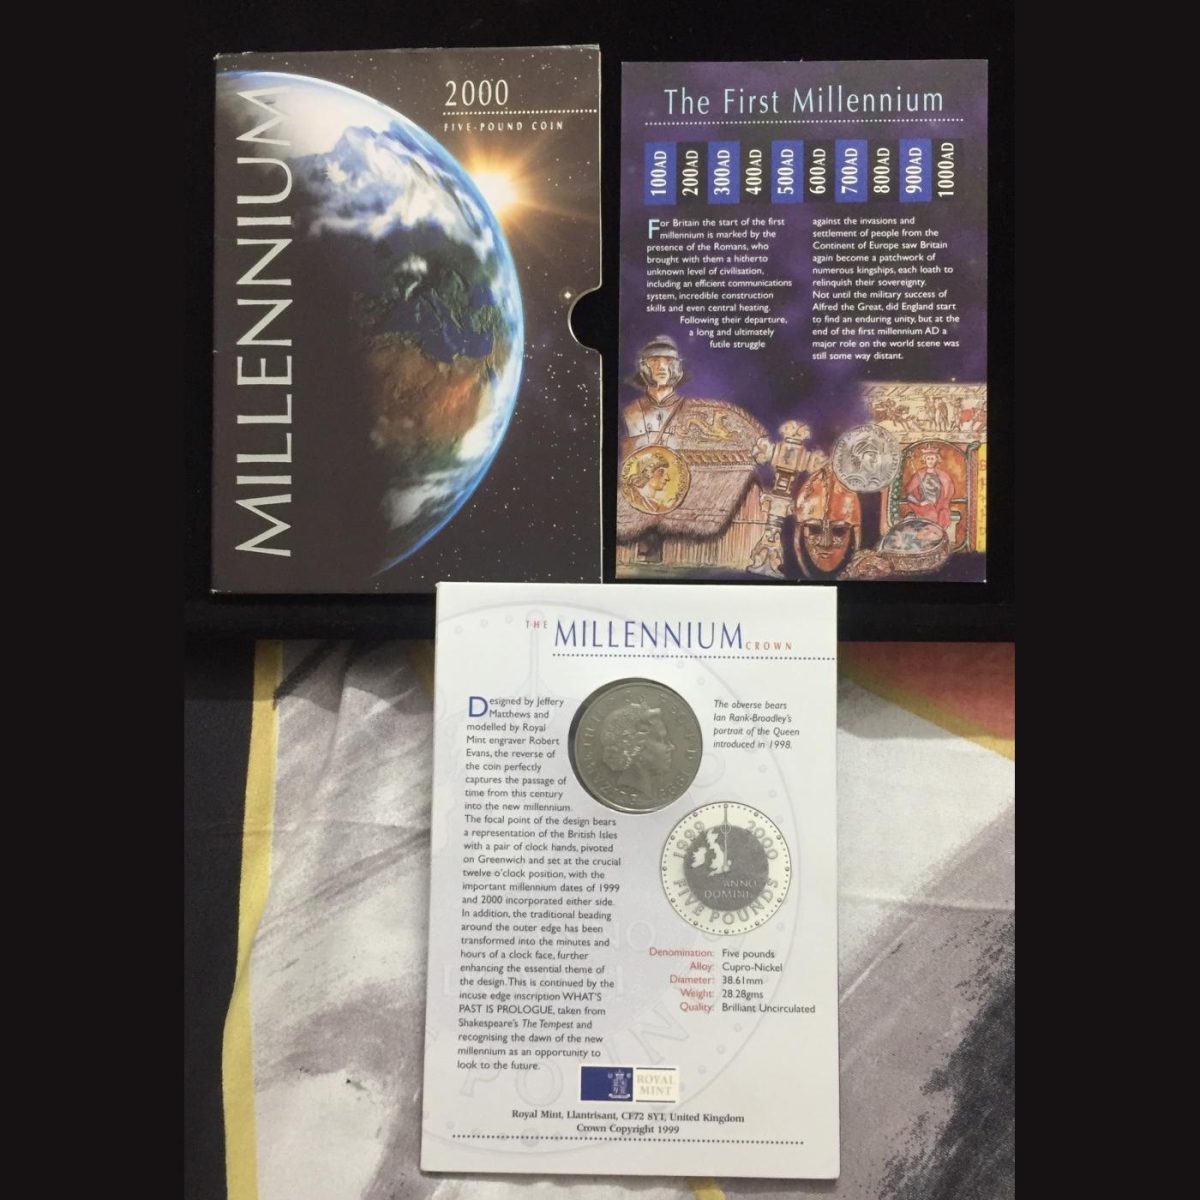 MILLENNIUM
2000
FIVE-POUND COIN
The First Millennium
100AD
200AD
300AD
400AD
500AD
600AD
700AD
800AD
900AD
1000AD
For Britain the start of the first
millennium is marked by the
presence of the Romans, who
brought with them a hitherto
unknown level of civilisation,
including an efficient communications
system, incredible construction
skills and even central heating.
Following their departure,
a long and ultimately
futile struggle
against the invasions and
settlement of people from the
Continent of Europe saw Britain
again become a patchwork of
numerous kingships, each loath to
relinquish their sovereignty.
Not until the military success of
Alfred the Great, did England start
to find an enduring unity, but at the
end of the first millennium AD a
major role on the world scene was
still some way distant.
THE MILLENNIUM CROWN
Designed by Jeffery
Matthews and
modelled by Royal
Mint engraver Robert
Evans, the reverse of
the coin perfectly
captures the passage of
time from this century
into the new millennium.
The focal point of the design bears
a representation of the British Isles
with a pair of clock hands, pivoted
on Greenwich and set at the crucial
twelve o'clock position, with the
important millennium dates of 1999
and 2000 incorporated either side.
In addition, the traditional beading
around the outer edge has been
transformed into the minutes and
hours of a clock face, further
enhancing the essential theme of
the design. This is continued by the
incuse edge inscription WHAT'S
PAST IS PROLOGUE, taken from
Shakespeare's The Tempest and
recognising the dawn of the new
millennium as an opportunity to
look to the future.
The obverse bears
Ian Rank-Broadley's
portrait of the Queen
introduced in 1998.
1999 2000
ANNO
DOMINI
FIVE POUNDS
Denomination: Five pounds
Alloy: Cupro-Nickel
Diameter: 38.61mm
Weight: 28.28gms
Quality: Brilliant Uncirculated
ROYAL
MINT
Royal Mint, Llantrisant, CF72 8YT, United Kingdom
Crown Copyright 1999